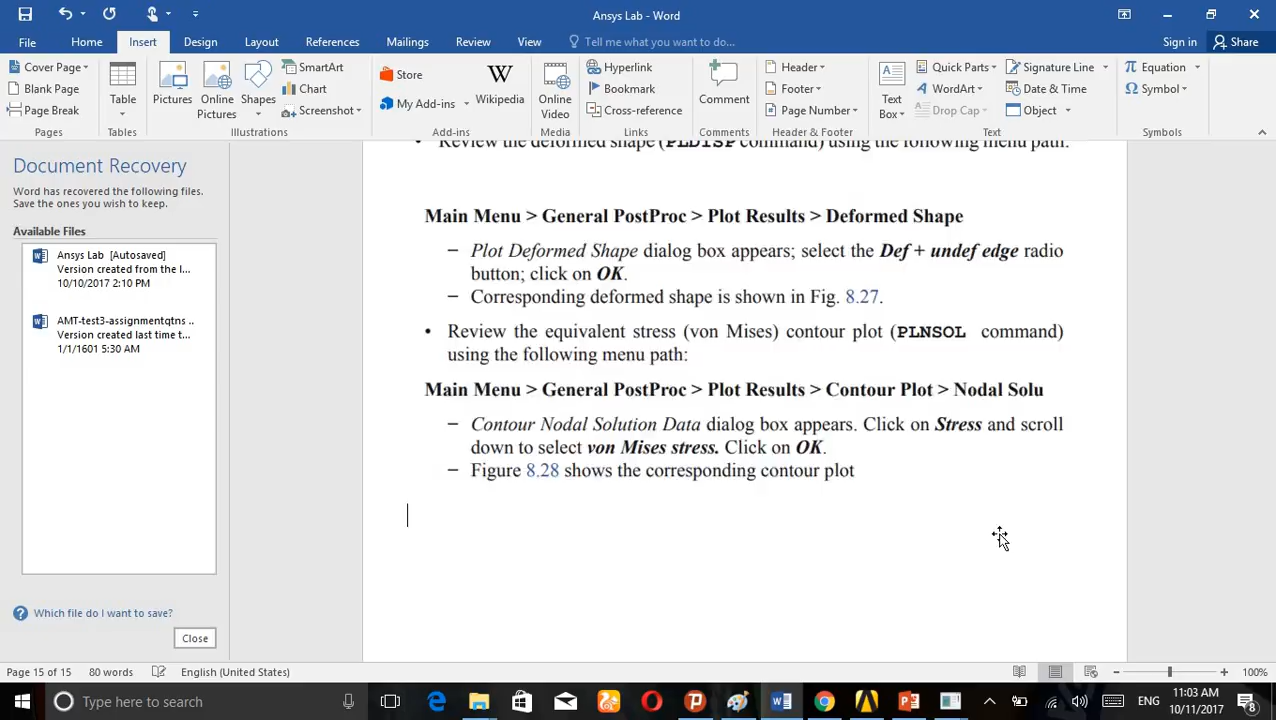 Ansys Lab - Word
File Home Insert Design Layout References Mailings Review View Tell me what you want to do... Sign in Share
Cover Page
Blank Page
Page Break
Pages
Table
Tables
Pictures
Online Pictures
Shapes
SmartArt
Chart
Screenshot
Illustrations
Store
My Add-ins
Wikipedia
Add-ins
Online Video
Media
Hyperlink
Bookmark
Cross-reference
Links
Comment
Comments
Header
Footer
Page Number
Header & Footer
Text Box
Quick Parts
WordArt
Drop Cap
Signature Line
Date & Time
Object
Text
Equation
Symbol
Symbols
Document Recovery
Word has recovered the following files.
Save the ones you wish to keep.
Available Files
Ansys Lab [Autosaved]
Version created from the l...
10/10/2017 2:10 PM
AMT-test3-assignmentqtns ..
Version created last time t...
1/1/1601 5:30 AM
Which file do I want to save?
Close
• Review the deformed shape (PLDISP command) using the following menu path:
Main Menu > General PostProc > Plot Results > Deformed Shape
– Plot Deformed Shape dialog box appears; select the Def + undef edge radio
button; click on OK.
– Corresponding deformed shape is shown in Fig. 8.27.
• Review the equivalent stress (von Mises) contour plot (PLNSOL command)
using the following menu path:
Main Menu > General PostProc > Plot Results > Contour Plot > Nodal Solu
– Contour Nodal Solution Data dialog box appears. Click on Stress and scroll
down to select von Mises stress. Click on OK.
– Figure 8.28 shows the corresponding contour plot
Page 15 of 15 80 words English (United States) 100%
Type here to search
ENG
11:03 AM
10/11/2017
8